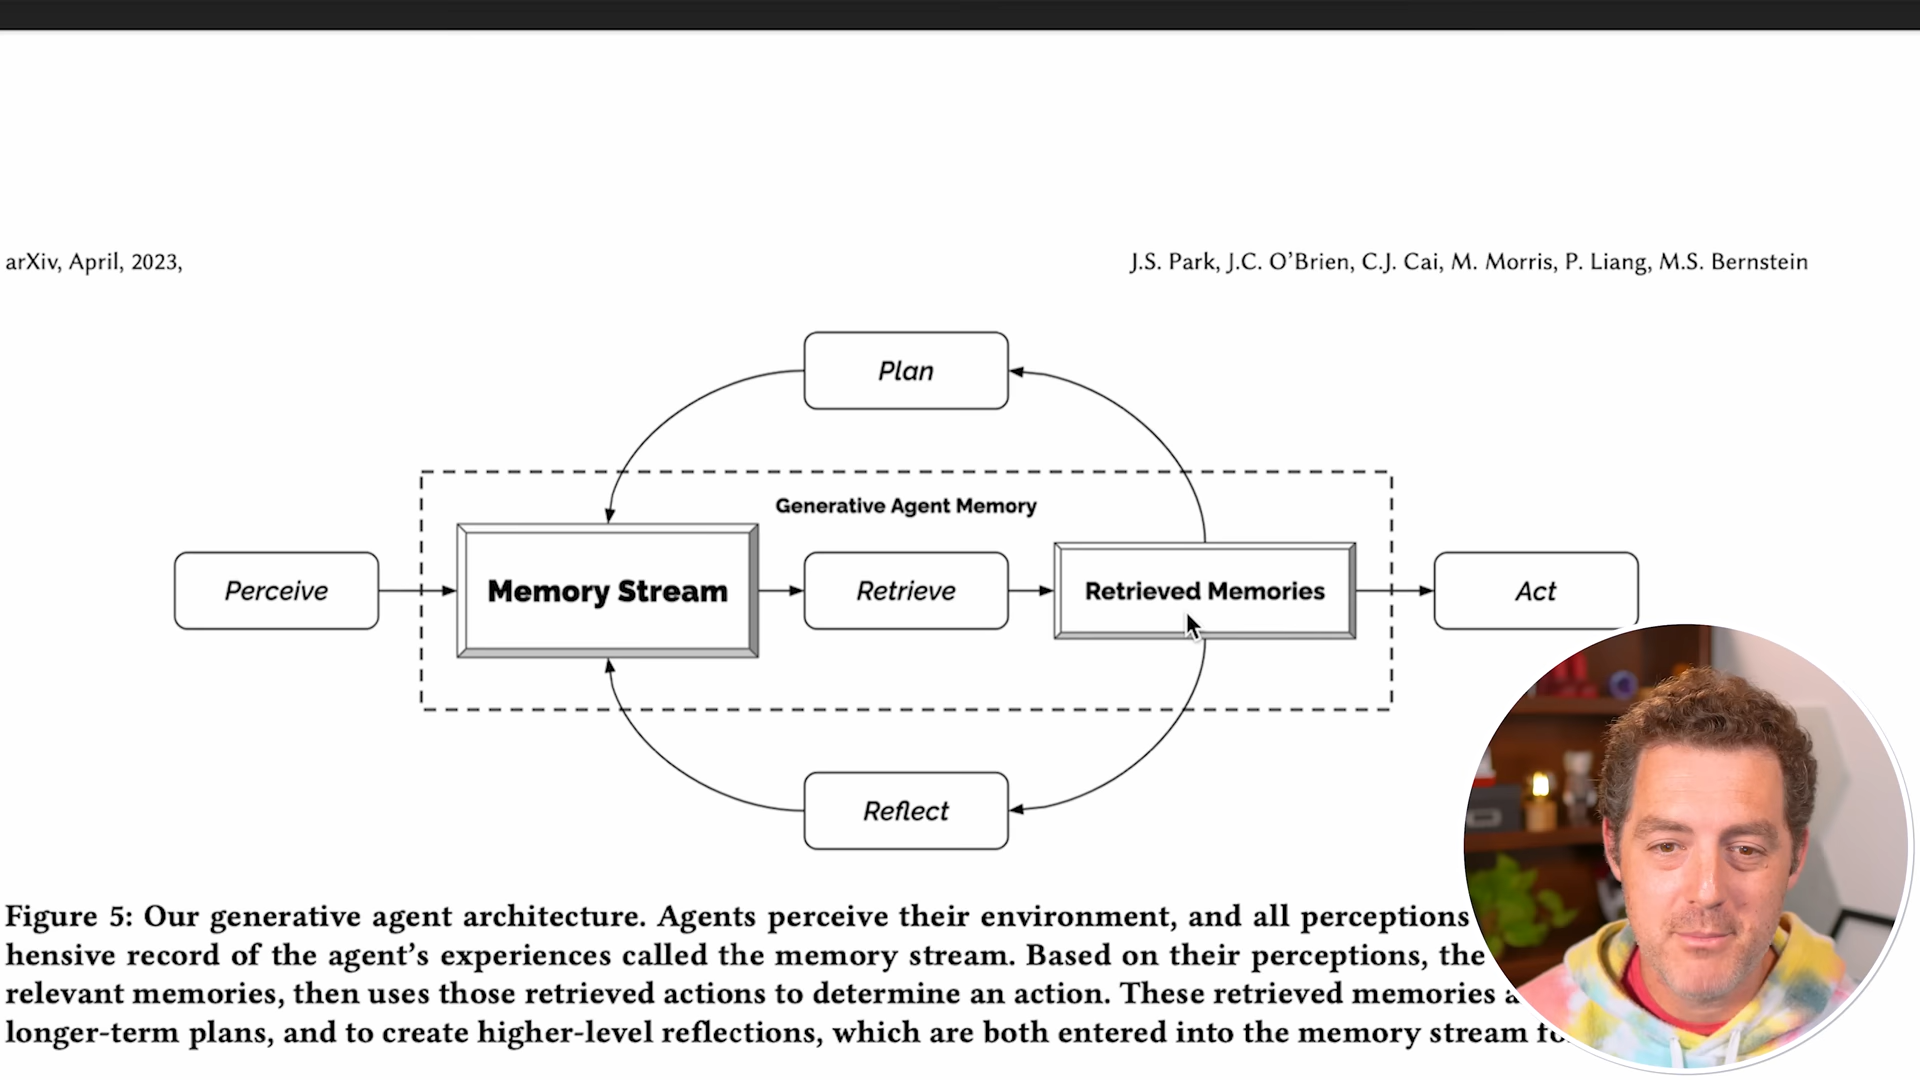 arXiv, April, 2023,
J.S. Park, J.C. O'Brien, C.J. Cai, M. Morris, P. Liang, M.S. Bernstein
Plan
Generative Agent Memory
Perceive
Memory Stream
Retrieve
Retrieved Memories
Act
Reflect
Figure 5: Our generative agent architecture. Agents perceive their environment, and all perceptions
hensive record of the agent's experiences called the memory stream. Based on their perceptions, the
relevant memories, then uses those retrieved actions to determine an action. These retrieved memories
longer-term plans, and to create higher-level reflections, which are both entered into the memory stream